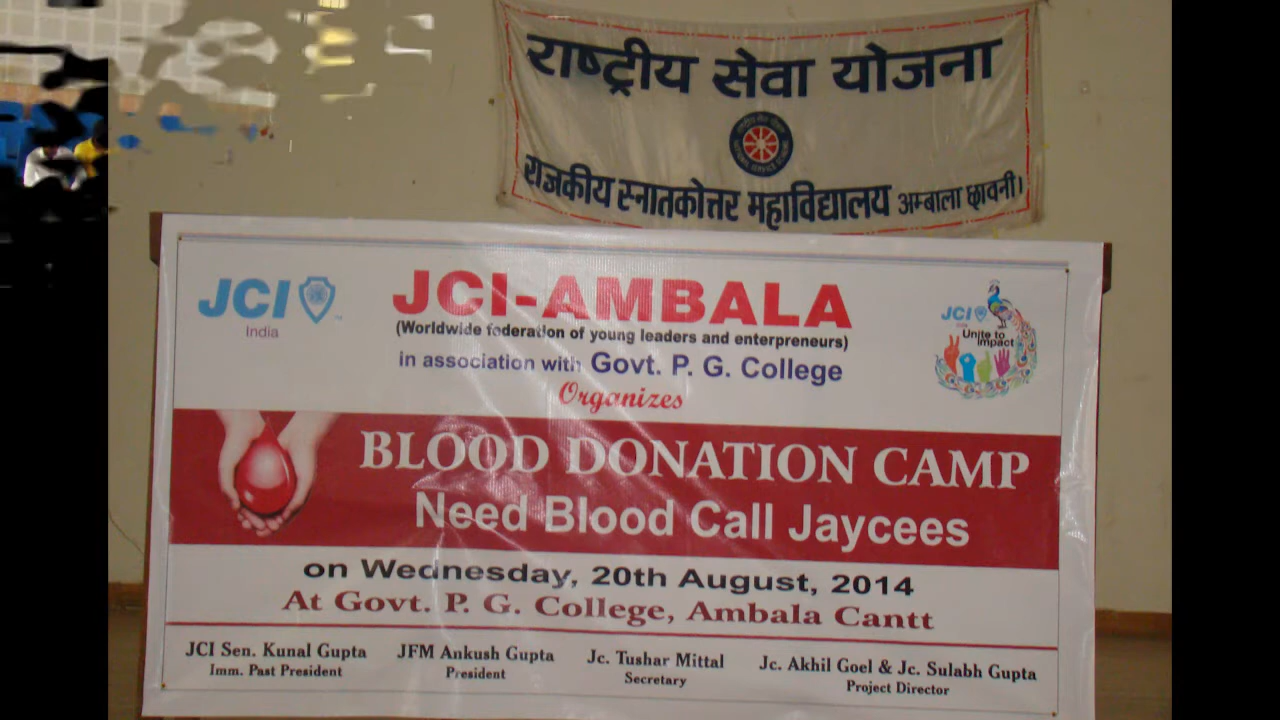 राष्ट्रीय सेवा योजना
राजकीय स्नातकोत्तर महाविद्यालय अम्बाला छावनी।
JCI
India
JCI-AMBALA
(Worldwide federation of young leaders and enterpreneurs)
in association with Govt. P. G. College
Organizes
JCI
Unite to
Impact
BLOOD DONATION CAMP
Need Blood Call Jaycees
on Wednesday, 20th August, 2014
At Govt. P. G. College, Ambala Cantt
JCI Sen. Kunal Gupta
Imm. Past President
JFM Ankush Gupta
President
Jc. Tushar Mittal
Secretary
Jc. Akhil Goel & Jc. Sulabh Gupta
Project Director